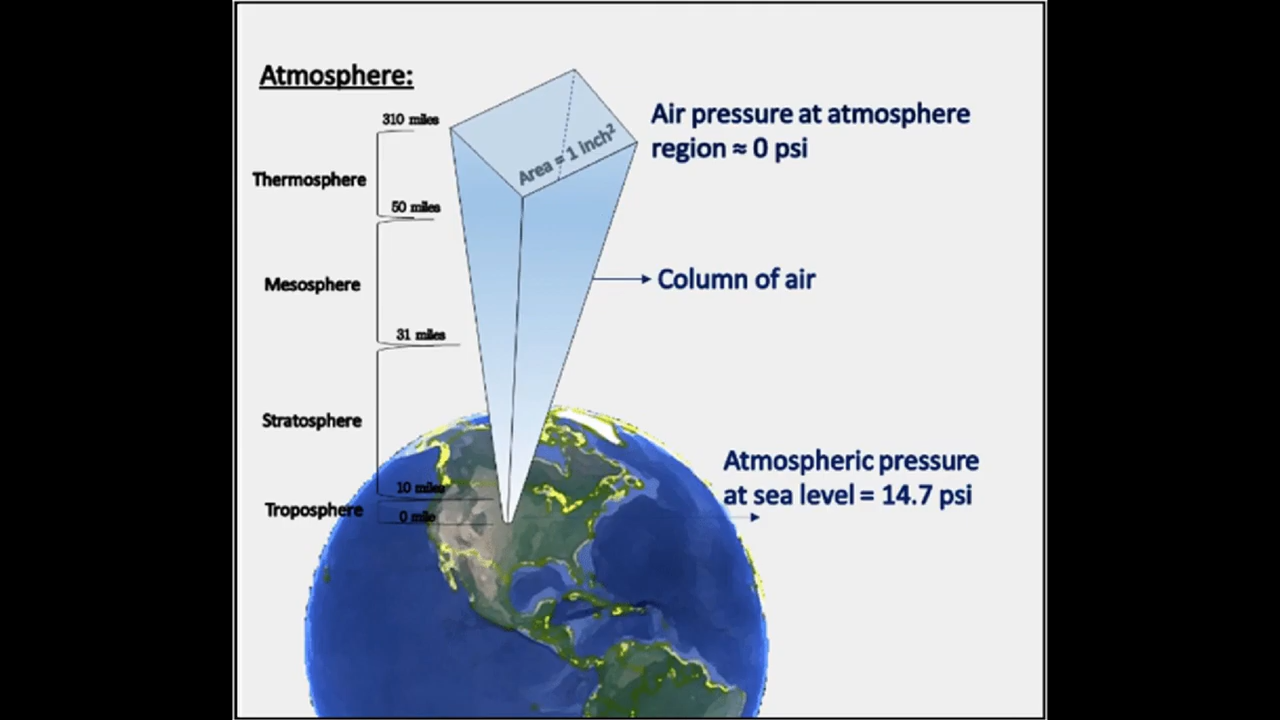 Atmosphere:
310 miles
Air pressure at atmosphere
region ≈ 0 psi
Area = 1 inch²
Thermosphere
50 miles
Column of air
Mesosphere
31 miles
Stratosphere
Atmospheric pressure
at sea level = 14.7 psi
10 miles
Troposphere
0 mile